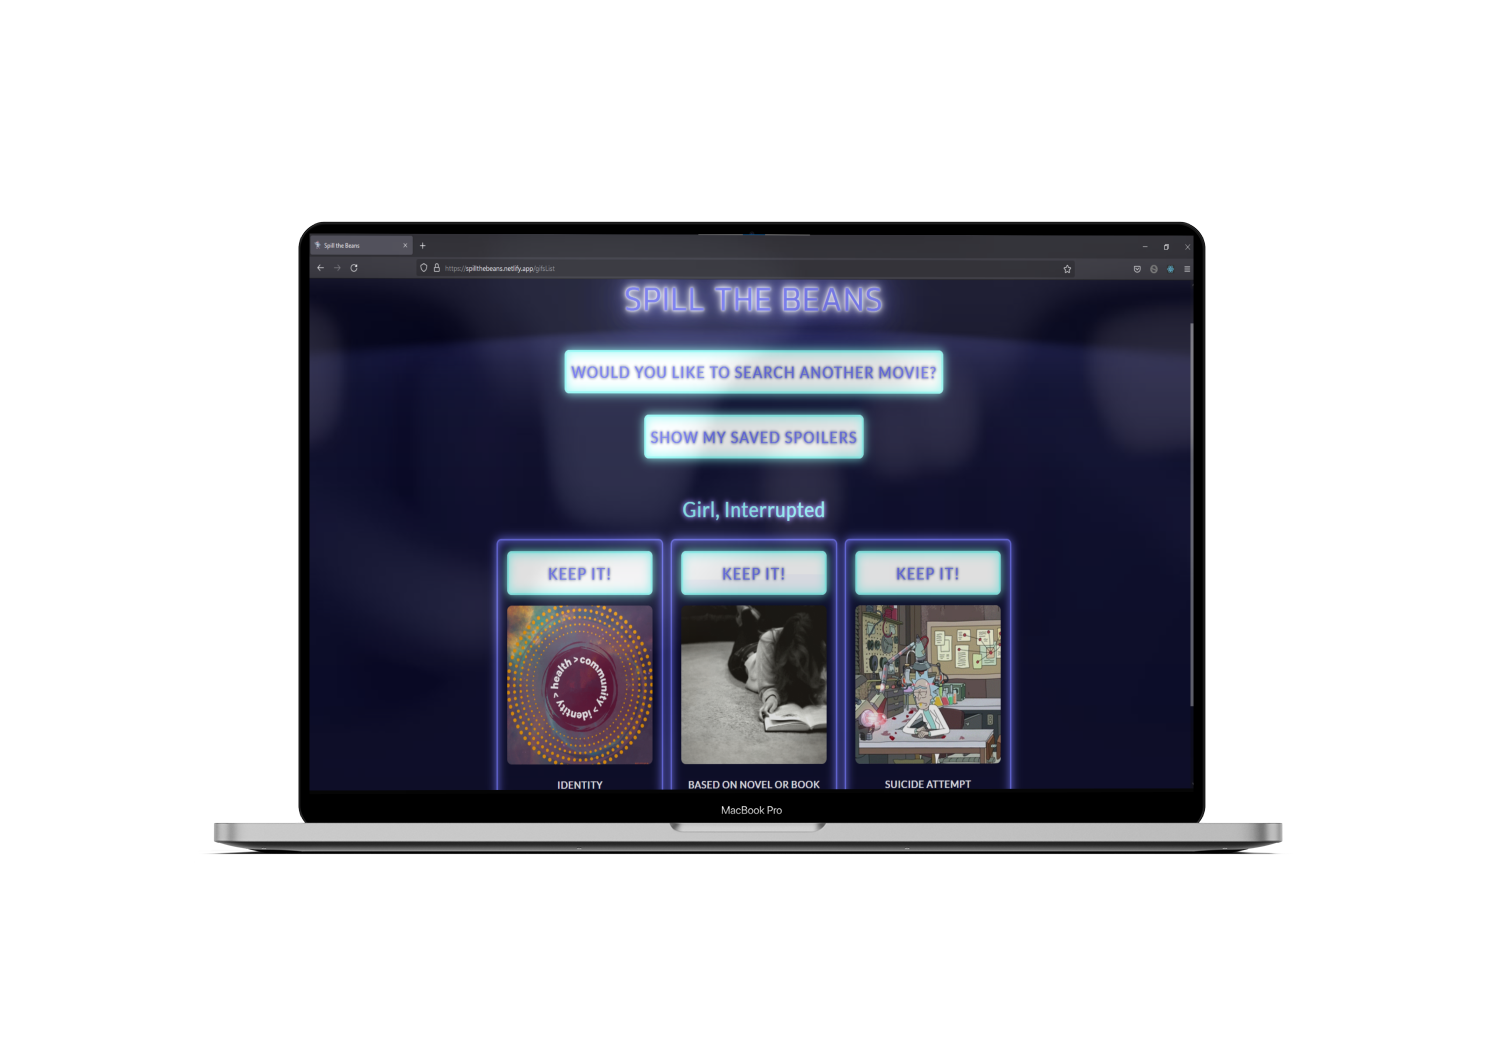 Spill the Beans
https://spillthebeans.netlify.app/gifsList
SPILL THE BEANS
WOULD YOU LIKE TO SEARCH ANOTHER MOVIE?
SHOW MY SAVED SPOILERS
Girl, Interrupted
KEEP IT!
KEEP IT!
KEEP IT!
health > community > identity >
IDENTITY
BASED ON NOVEL OR BOOK
SUICIDE ATTEMPT
MacBook Pro